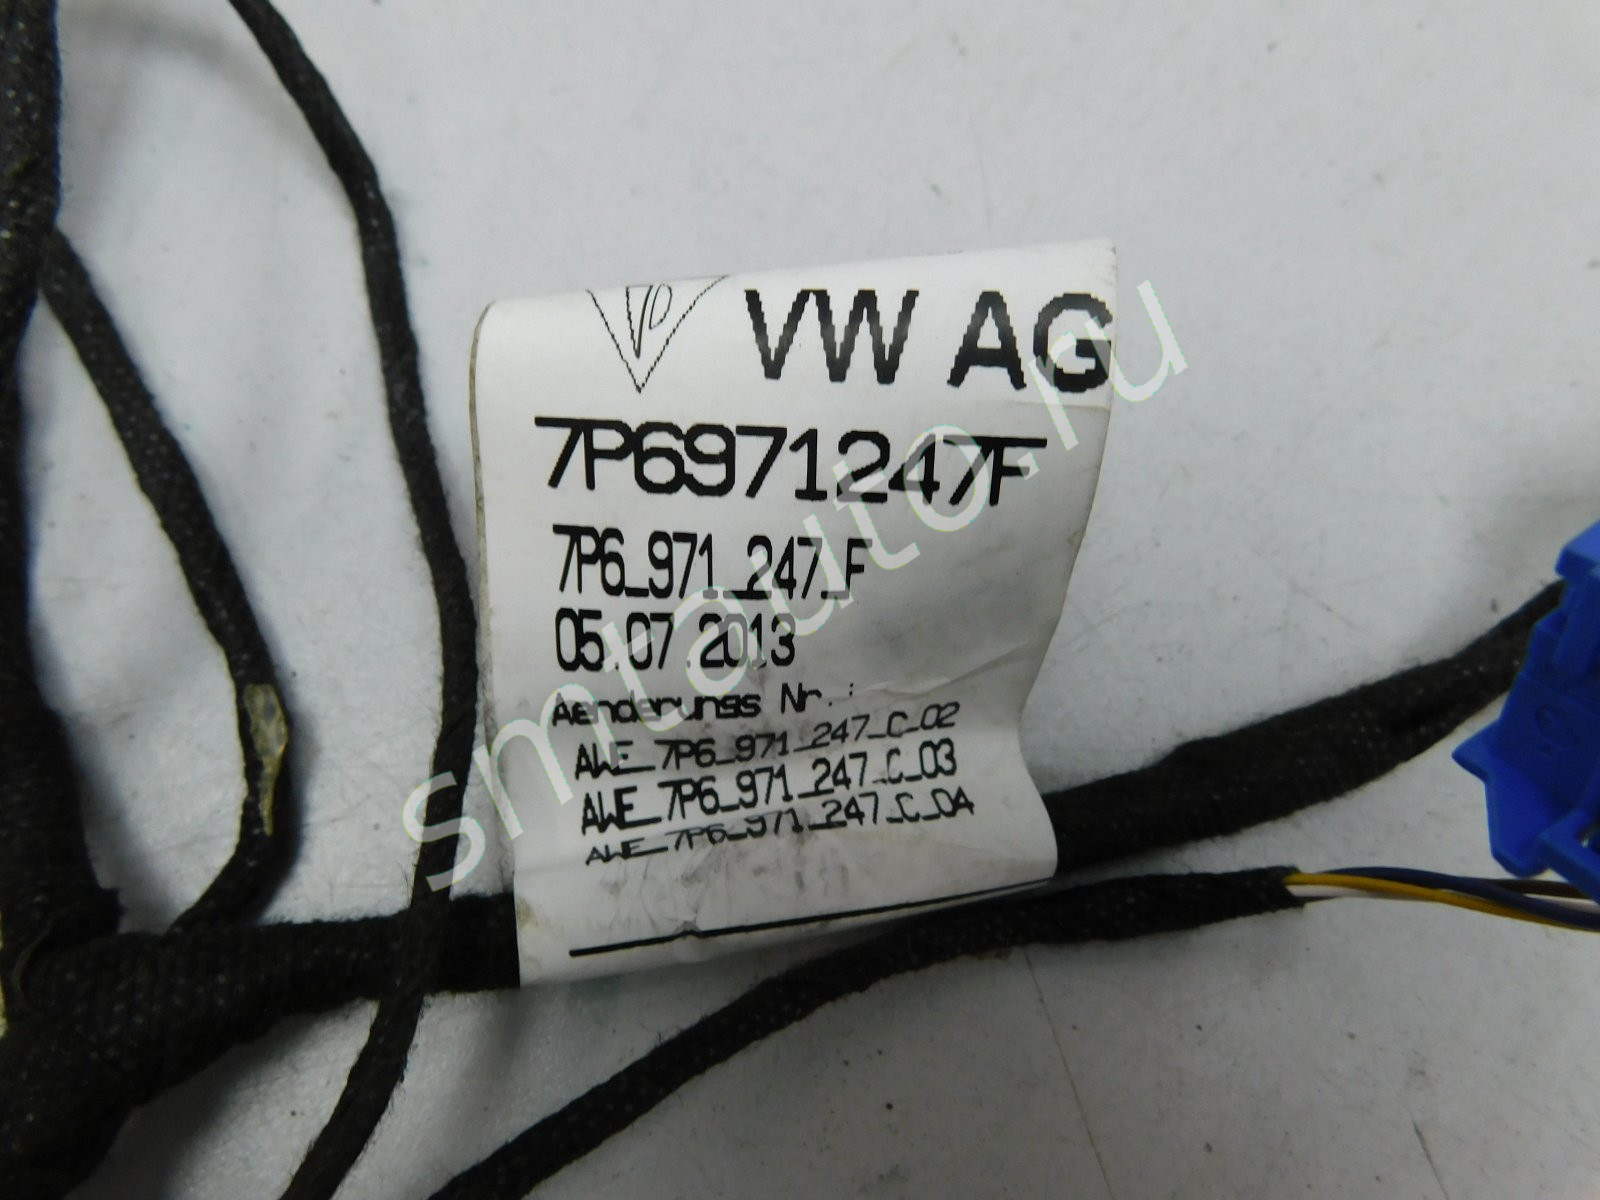 VW AG
7P6971247F
7P6_971_247_F
05.07.2013
Aenderungs Nr.:
AWE_7P6_971_247_C_02
AWE_7P6_971_247_C_03
AWE_7P6_971_247_C_04
smtauto.ru